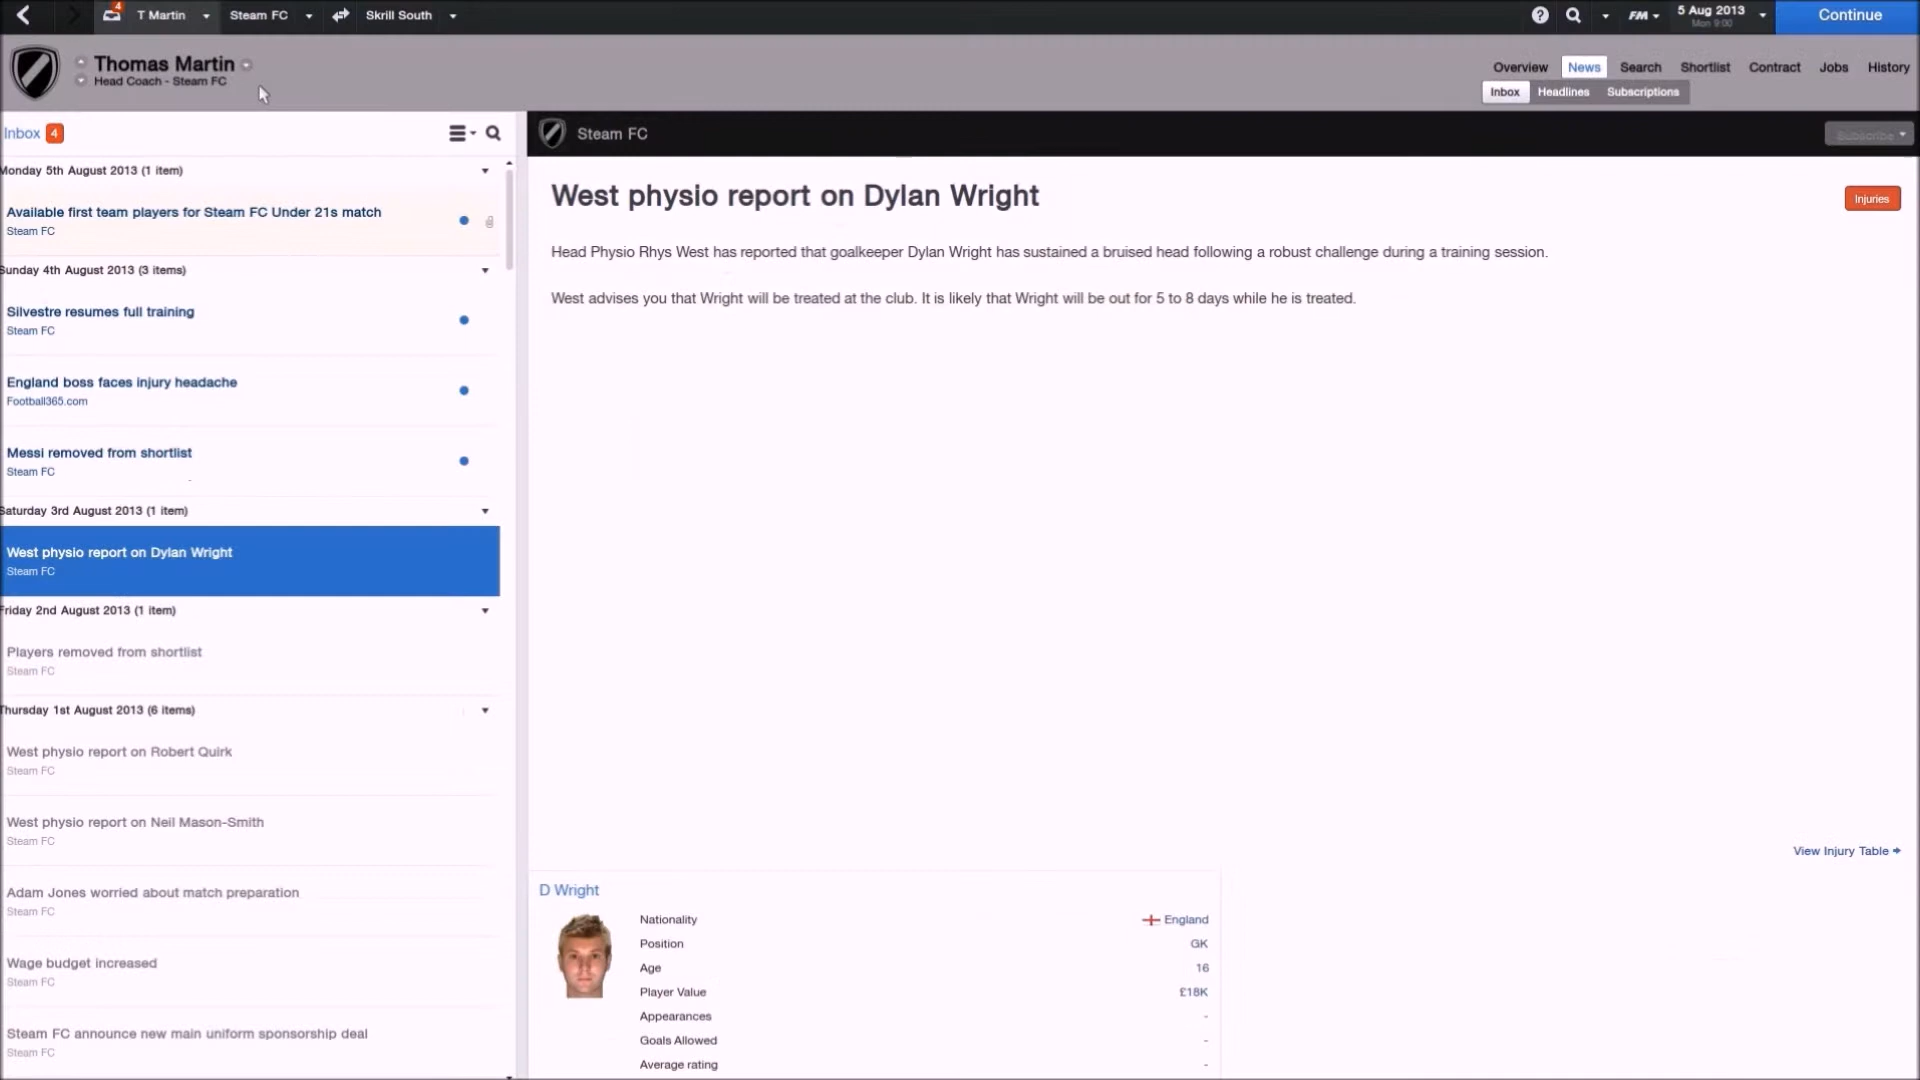 4
T Martin
Steam FC
Skrill South
FM
5 Aug 2013
Mon 9:00
Continue
Thomas Martin
Head Coach - Steam FC
Overview
News
Search
Shortlist
Contract
Jobs
History
Inbox
Headlines
Subscriptions
Inbox 4
Steam FC
Subscribe
Monday 5th August 2013 (1 item)
Available first team players for Steam FC Under 21s match
Steam FC
Sunday 4th August 2013 (3 items)
Silvestre resumes full training
Steam FC
England boss faces injury headache
Football365.com
Messi removed from shortlist
Steam FC
Saturday 3rd August 2013 (1 item)
West physio report on Dylan Wright
Steam FC
Friday 2nd August 2013 (1 item)
Players removed from shortlist
Steam FC
Thursday 1st August 2013 (6 items)
West physio report on Robert Quirk
Steam FC
West physio report on Neil Mason-Smith
Steam FC
Adam Jones worried about match preparation
Steam FC
Wage budget increased
Steam FC
Steam FC announce new main uniform sponsorship deal
Steam FC
West physio report on Dylan Wright
Injuries
Head Physio Rhys West has reported that goalkeeper Dylan Wright has sustained a bruised head following a robust challenge during a training session.
West advises you that Wright will be treated at the club. It is likely that Wright will be out for 5 to 8 days while he is treated.
View Injury Table
D Wright
Nationality England
Position GK
Age 16
Player Value £18K
Appearances -
Goals Allowed -
Average rating -